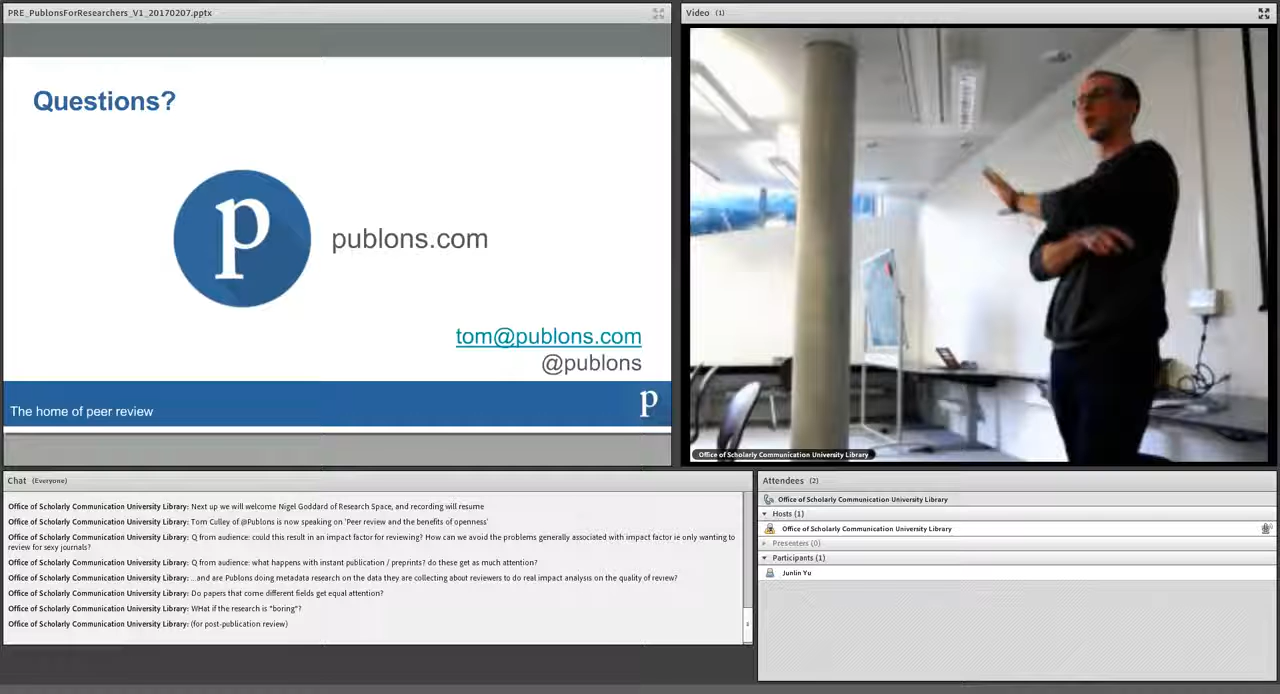 PRE_PublonsForResearchers_V1_20170207.pptx
Questions?
p
publons.com
tom@publons.com
@publons
The home of peer review
p
Video (1)
Office of Scholarly Communication University Library
Chat (Everyone)
Office of Scholarly Communication University Library: Next up we will welcome Nigel Goddard of Research Space, and recording will resume
Office of Scholarly Communication University Library: Tom Culley of @Publons is now speaking on 'Peer review and the benefits of openness'
Office of Scholarly Communication University Library: Q from audience: could this result in an impact factor for reviewing? How can we avoid the problems generally associated with impact factor ie only wanting to
review for sexy journals?
Office of Scholarly Communication University Library: Q from audience: what happens with instant publication / preprints? do these get as much attention?
Office of Scholarly Communication University Library: ...and are Publons doing metadata research on the data they are collecting about reviewers to do real impact analysis on the quality of review?
Office of Scholarly Communication University Library: Do papers that come different fields get equal attention?
Office of Scholarly Communication University Library: WHat if the research is "boring"?
Office of Scholarly Communication University Library: (for post-publication review)
Attendees (2)
Office of Scholarly Communication University Library
Hosts (1)
Office of Scholarly Communication University Library
Presenters (0)
Participants (1)
Junlin Yu